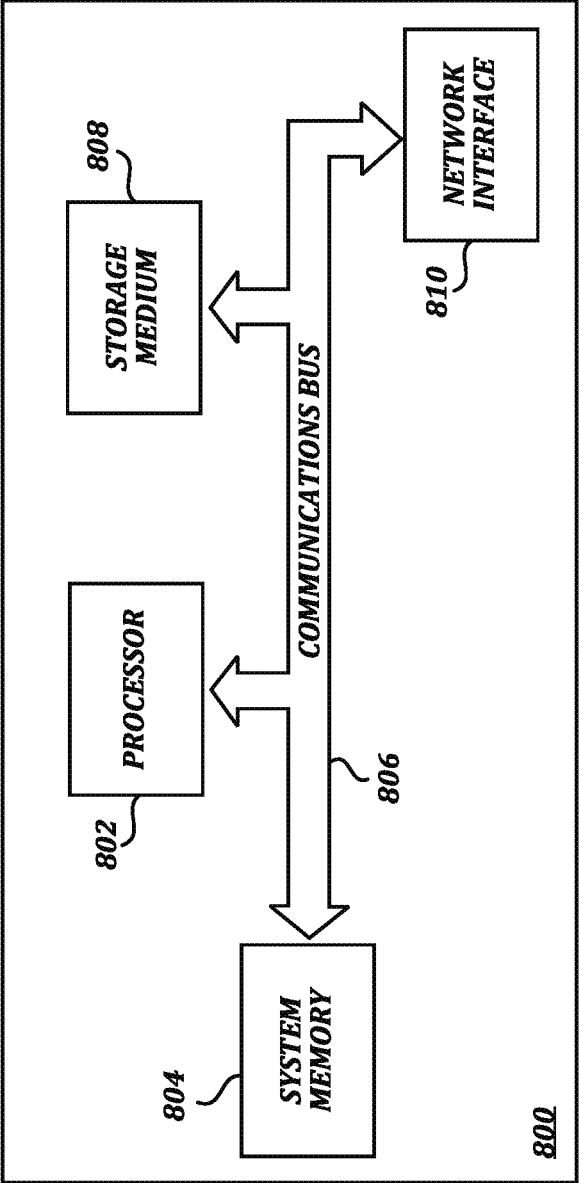 808
STORAGE
MEDIUM
NETWORK
INTERFACE
810
COMMUNICATIONS BUS
802
PROCESSOR
806
804
SYSTEM
MEMORY
800